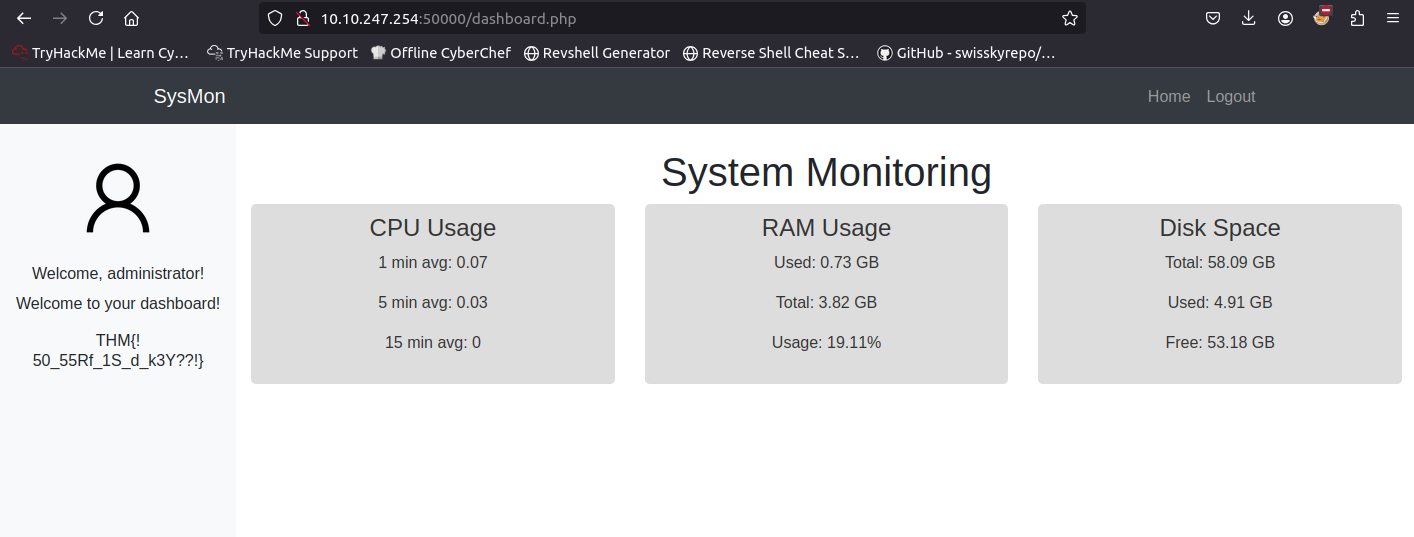 10.10.247.254:50000/dashboard.php
TryHackMe | Learn Cy…
TryHackMe Support
Offline CyberChef
Revshell Generator
Reverse Shell Cheat S…
GitHub - swisskyrepo/…
SysMon
Home
Logout
Welcome, administrator!
Welcome to your dashboard!
THM{!
50_55Rf_1S_d_k3Y??!}
System Monitoring
CPU Usage
1 min avg: 0.07
5 min avg: 0.03
15 min avg: 0
RAM Usage
Used: 0.73 GB
Total: 3.82 GB
Usage: 19.11%
Disk Space
Total: 58.09 GB
Used: 4.91 GB
Free: 53.18 GB